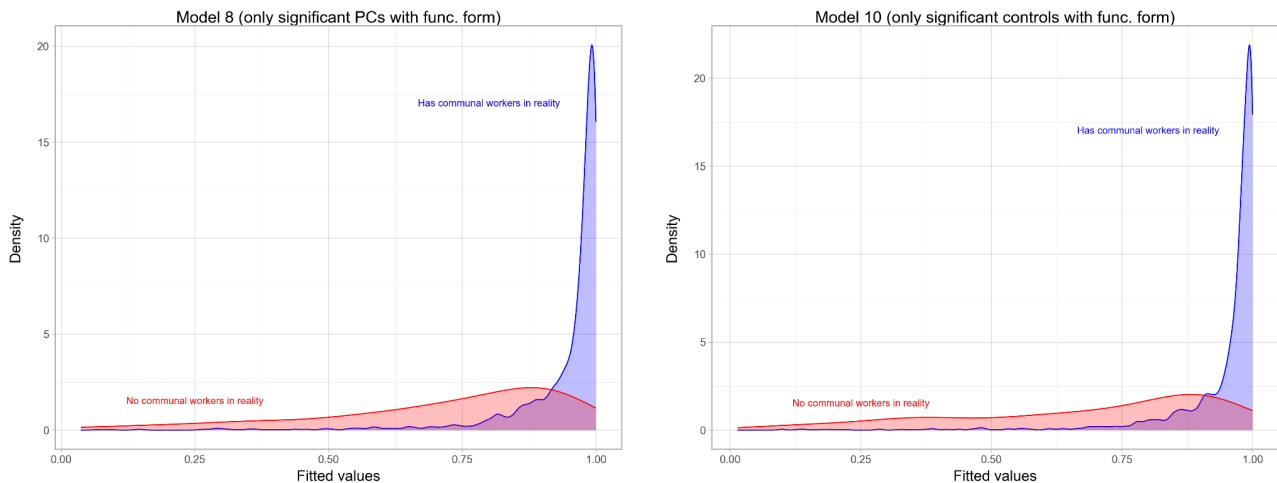 Model 8 (only significant PCs with func. form)
20
15
10
5
0
Density
Has communal workers in reality
No communal workers in reality
0.00 0.25 0.50 0.75 1.00
Fitted values
Model 10 (only significant controls with func. form)
20
15
10
5
0
Density
Has communal workers in reality
No communal workers in reality
0.00 0.25 0.50 0.75 1.00
Fitted values